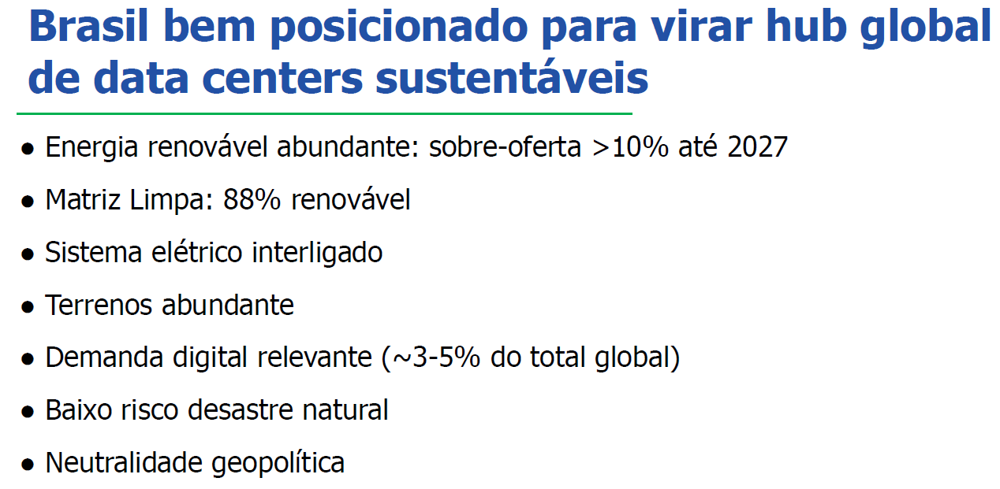 Brasil bem posicionado para virar hub global
de data centers sustentáveis
● Energia renovável abundante: sobre-oferta >10% até 2027
● Matriz Limpa: 88% renovável
● Sistema elétrico interligado
● Terrenos abundante
● Demanda digital relevante (~3-5% do total global)
● Baixo risco desastre natural
● Neutralidade geopolítica